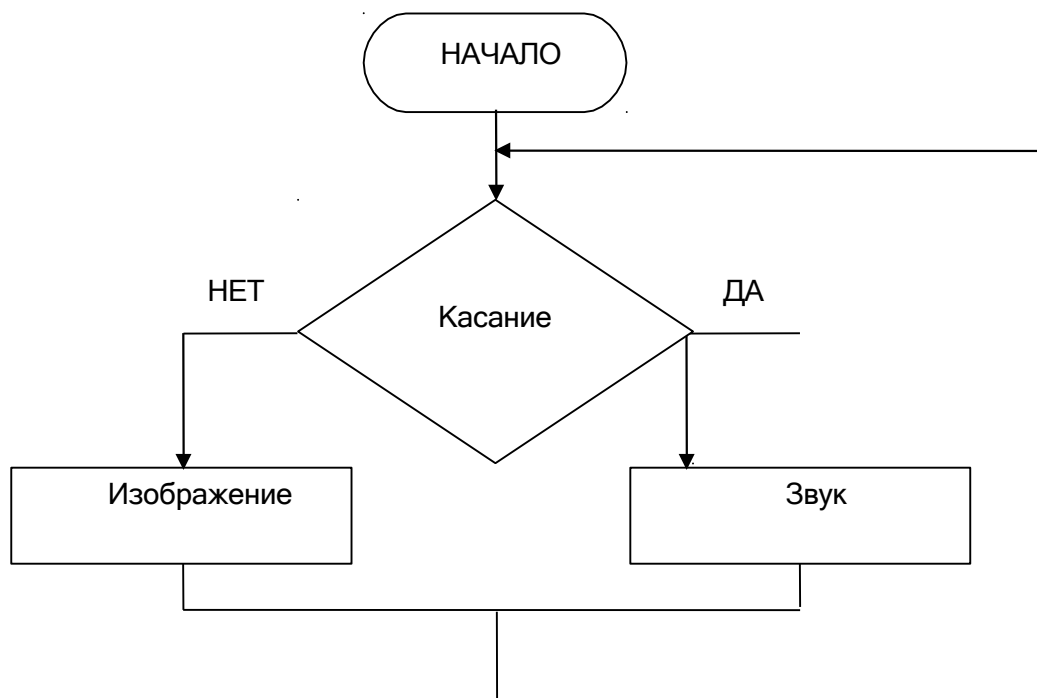 НАЧАЛО
НЕТ
Касание
ДА
Изображение
Звук